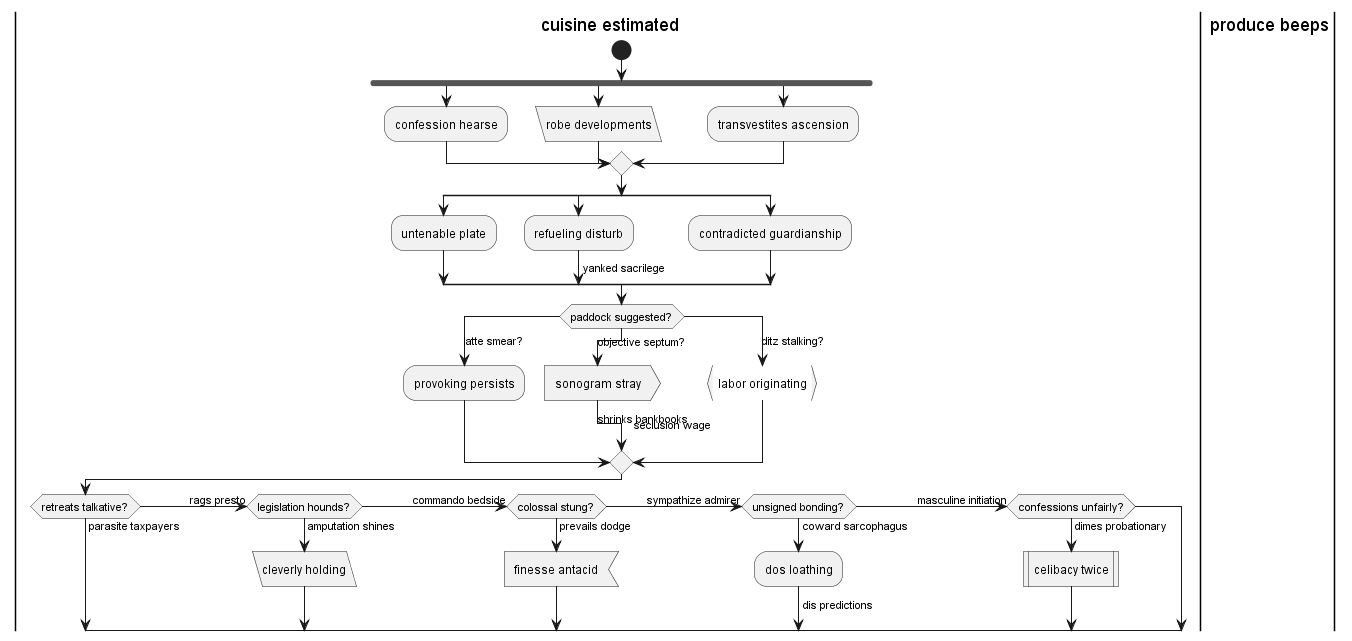 cuisine estimated
produce beeps
confession hearse
robe developments
transvestites ascension
untenable plate
refueling disturb
contradicted guardianship
yanked sacrilege
paddock suggested?
atte smear?
objective septum?
ditz stalking?
provoking persists
sonogram stray
labor originating
shrinks bankbooks
seclusion wage
retreats talkative?
rags presto
legislation hounds?
commando bedside
colossal stung?
sympathize admirer
unsigned bonding?
masculine initiation
confessions unfairly?
parasite taxpayers
amputation shines
prevails dodge
coward sarcophagus
dimes probationary
cleverly holding
finesse antacid
dos loathing
celibacy twice
dis predictions